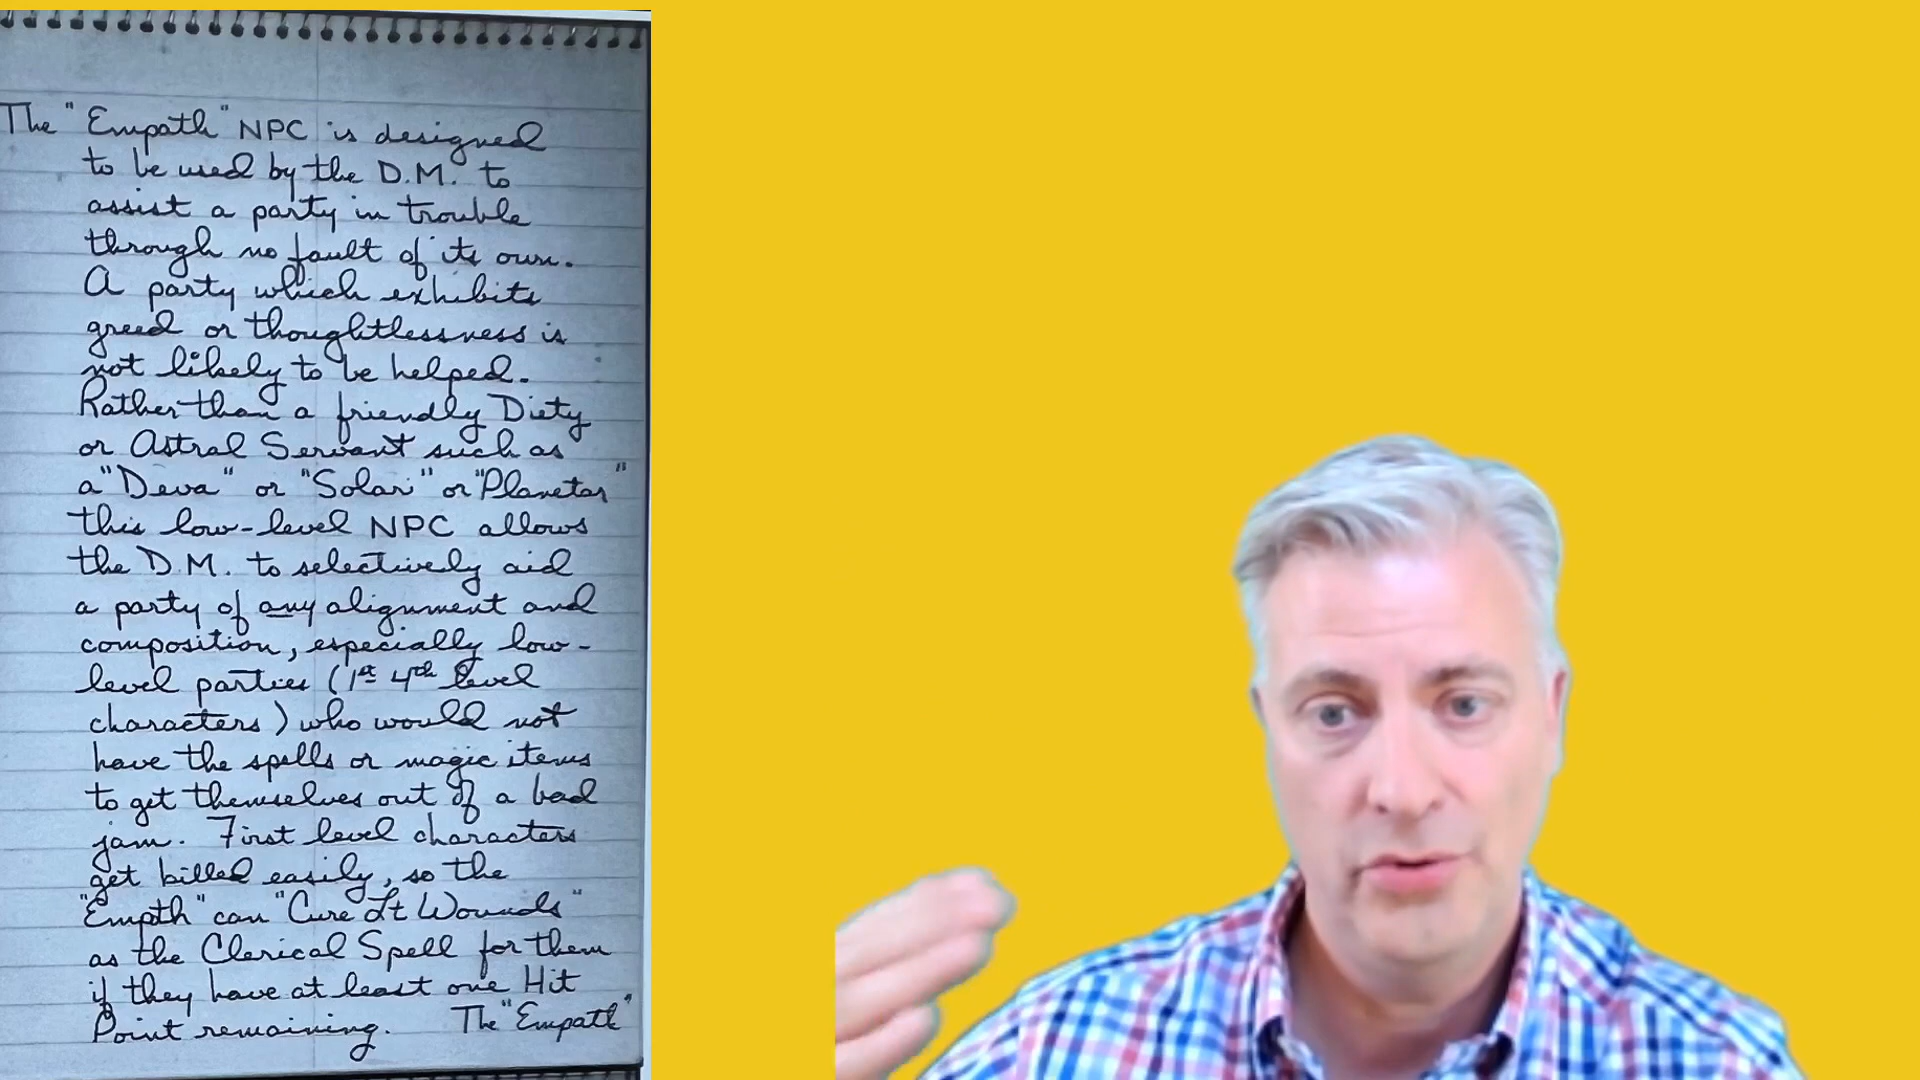 The "Empath" NPC is designed
to be used by the D.M. to
assist a party in trouble
through no fault of its own.
A party which exhibits
greed or thoughtlessness is
not likely to be helped.
Rather than a friendly Diety
or Astral Servant such as
a "Deva" or "Solar" or "Planetar"
this low-level NPC allows
the D.M. to selectively aid
a party of any alignment and
composition, especially low-
level parties (1st 4th level
characters) who would not
have the spells or magic items
to get themselves out of a bad
jam. First level characters
get killed easily, so the
"Empath" can "Cure Lt Wounds"
as the Clerical Spell for them
if they have at least one Hit
Point remaining. The "Empath"